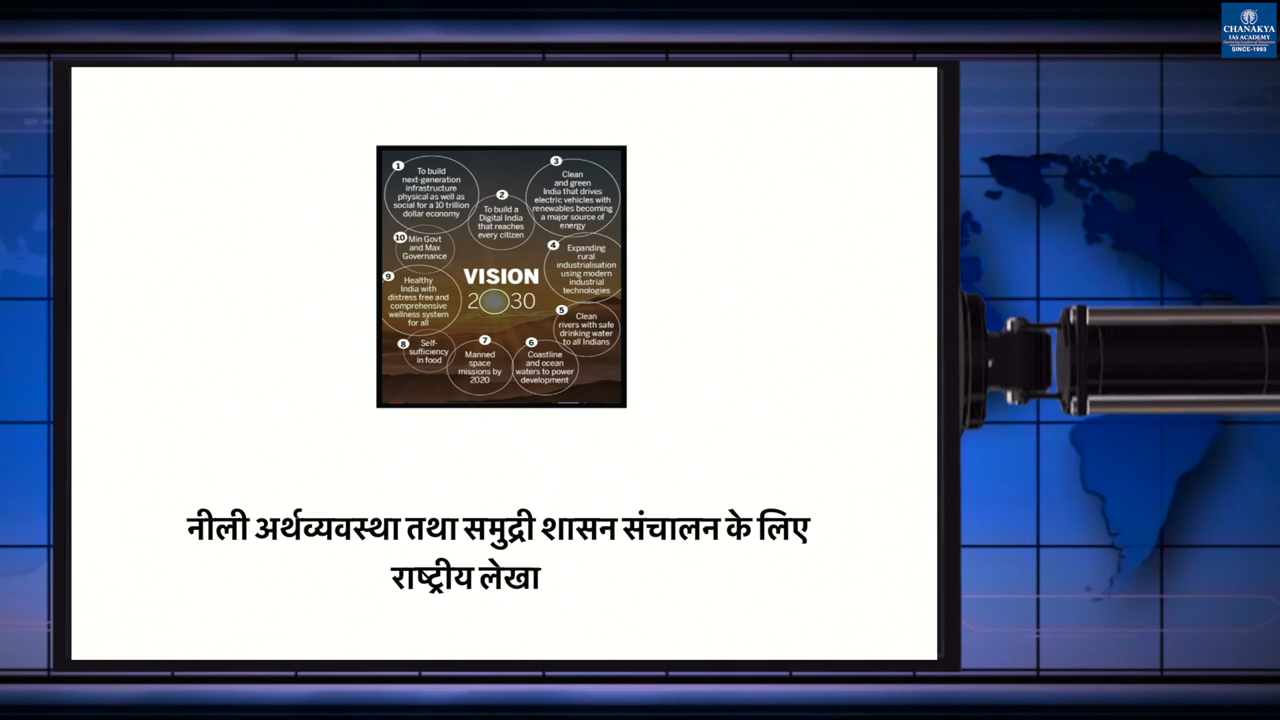 CHANAKYA
IAS ACADEMY
SINCE-1993
1
To build
next-generation
infrastructure
physical as well as
social for a 10 trillion
dollar economy
2
To build a
Digital India
that reaches
every citizen
3
Clean
and green
India that drives
electric vehicles with
renewables becoming
a major source of
energy
4
Expanding
rural
industrialisation
using modern
industrial
technologies
5
Clean
rivers with safe
drinking water
to all Indians
6
Coastline
and ocean
waters to power
development
7
Manned
space
missions by
2020
8
Self-
sufficiency
in food
9
Healthy
India with
distress free and
comprehensive
wellness system
for all
10
Min Govt
and Max
Governance
VISION
2030
नीली अर्थव्यवस्था तथा समुद्री शासन संचालन के लिए
राष्ट्रीय लेखा